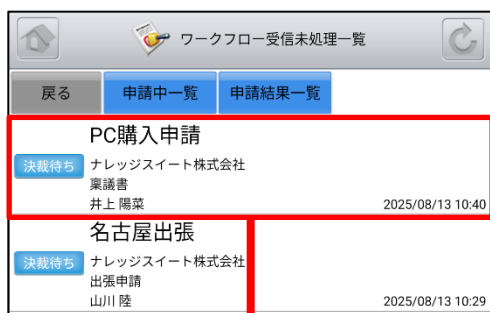 ワークフロー受信未処理一覧
戻る
申請中一覧
申請結果一覧
PC購入申請
決裁待ち
ナレッジスイート株式会社
稟議書
井上 陽菜
2025/08/13 10:40
名古屋出張
決裁待ち
ナレッジスイート株式会社
出張申請
山川 陸
2025/08/13 10:29